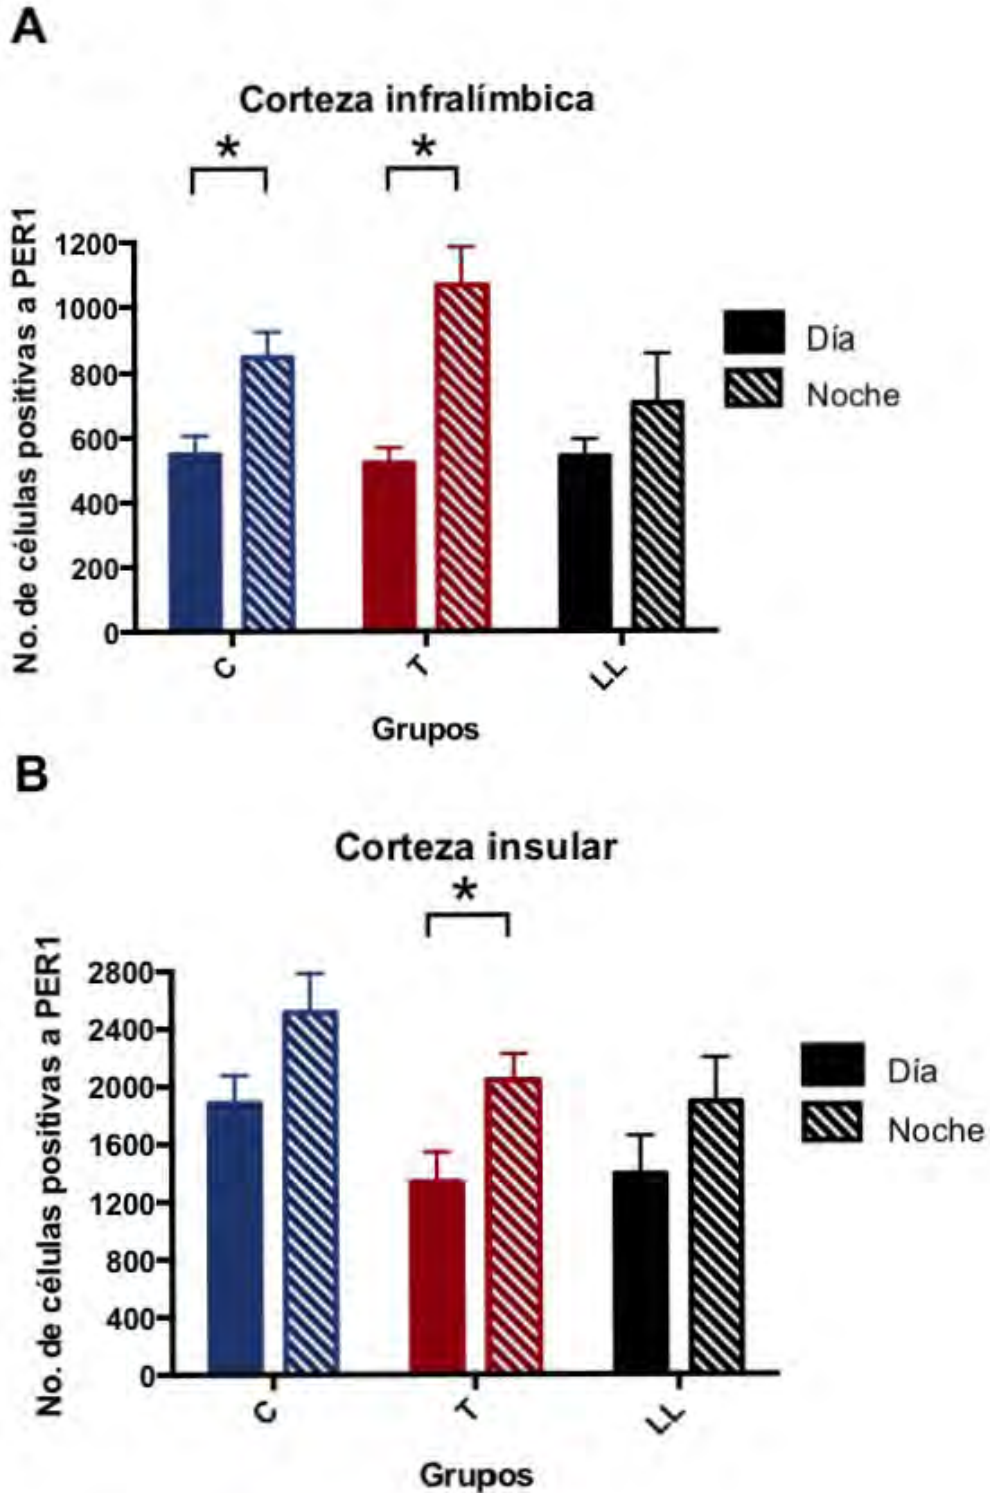 A
Corteza infralímbica
*
*
No. de células positivas a PER1
1200
1000
800
600
400
200
0
C
T
LL
Grupos
Día
Noche
B
Corteza insular
*
No. de células positivas a PER1
2800
2400
2000
1600
1200
800
400
0
C
T
LL
Grupos
Día
Noche